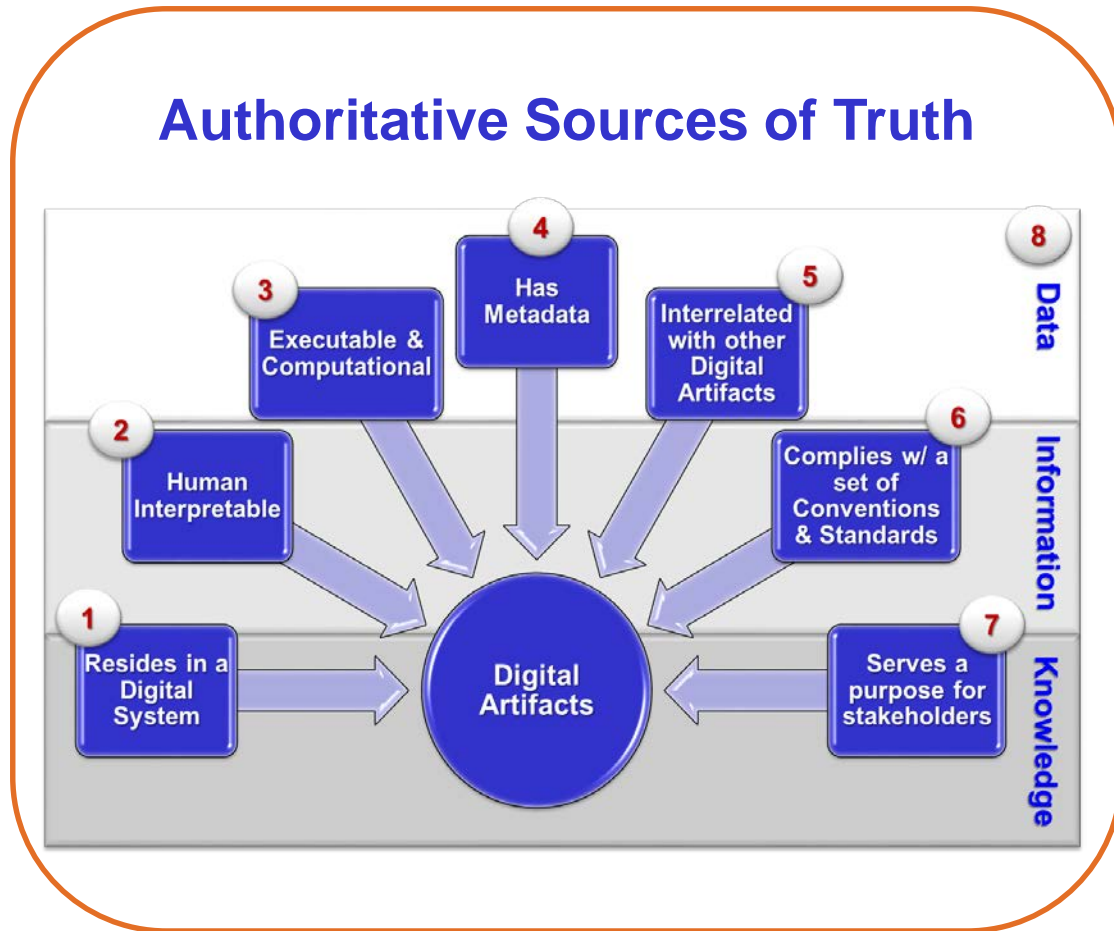 Authoritative Sources of Truth
1
Resides in a
Digital
System
2
Human
Interpretable
3
Executable &
Computational
4
Has
Metadata
5
Interrelated
with other
Digital
Artifacts
6
Complies w/ a
set of
Conventions
& Standards
7
Serves a
purpose for
stakeholders
8
Data
Information
Knowledge
Digital
Artifacts